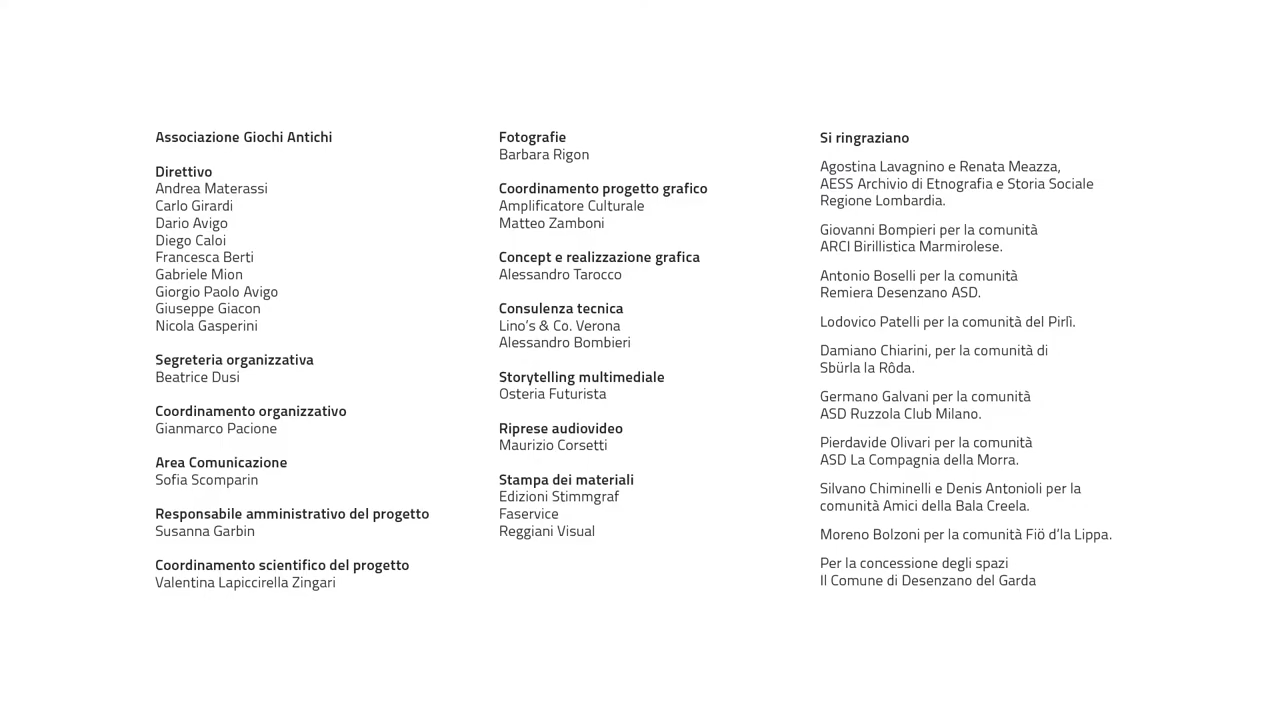 Associazione Giochi Antichi
Direttivo
Andrea Materassi
Carlo Girardi
Dario Avigo
Diego Caloi
Francesca Berti
Gabriele Mion
Giorgio Paolo Avigo
Giuseppe Giacon
Nicola Gasperini
Segreteria organizzativa
Beatrice Dusi
Coordinamento organizzativo
Gianmarco Pacione
Area Comunicazione
Sofia Scomparin
Responsabile amministrativo del progetto
Susanna Garbin
Coordinamento scientifico del progetto
Valentina Lapiccirella Zingari
Fotografie
Barbara Rigon
Coordinamento progetto grafico
Amplificatore Culturale
Matteo Zamboni
Concept e realizzazione grafica
Alessandro Tarocco
Consulenza tecnica
Lino's & Co. Verona
Alessandro Bombieri
Storytelling multimediale
Osteria Futurista
Riprese audiovideo
Maurizio Corsetti
Stampa dei materiali
Edizioni Stimmgraf
Faservice
Reggiani Visual
Si ringraziano
Agostina Lavagnino e Renata Meazza,
AESS Archivio di Etnografia e Storia Sociale
Regione Lombardia.
Giovanni Bompieri per la comunità
ARCI Birillistica Marmirolese.
Antonio Boselli per la comunità
Remiera Desenzano ASD.
Lodovico Patelli per la comunità del Pirlì.
Damiano Chiarini, per la comunità di
Sbürla la Rôda.
Germano Galvani per la comunità
ASD Ruzzola Club Milano.
Pierdavide Olivari per la comunità
ASD La Compagnia della Morra.
Silvano Chiminelli e Denis Antonioli per la
comunità Amici della Bala Creela.
Moreno Bolzoni per la comunità Fiö d'la Lippa.
Per la concessione degli spazi
Il Comune di Desenzano del Garda